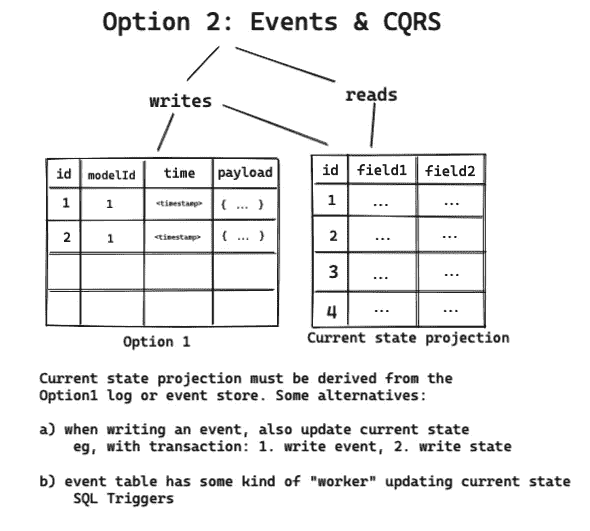 Option 2: Events & CQRS
writes
reads
id modelId time payload
1 1 <timestamp> { ... }
2 1 <timestamp> { ... }
Option 1
id field1 field2
1 ... ...
2 ... ...
3 ... ...
4 ... ...
Current state projection
Current state projection must be derived from the
Option1 log or event store. Some alternatives:
a) when writing an event, also update current state
eg, with transaction: 1. write event, 2. write state
b) event table has some kind of "worker" updating current state
SQL Triggers